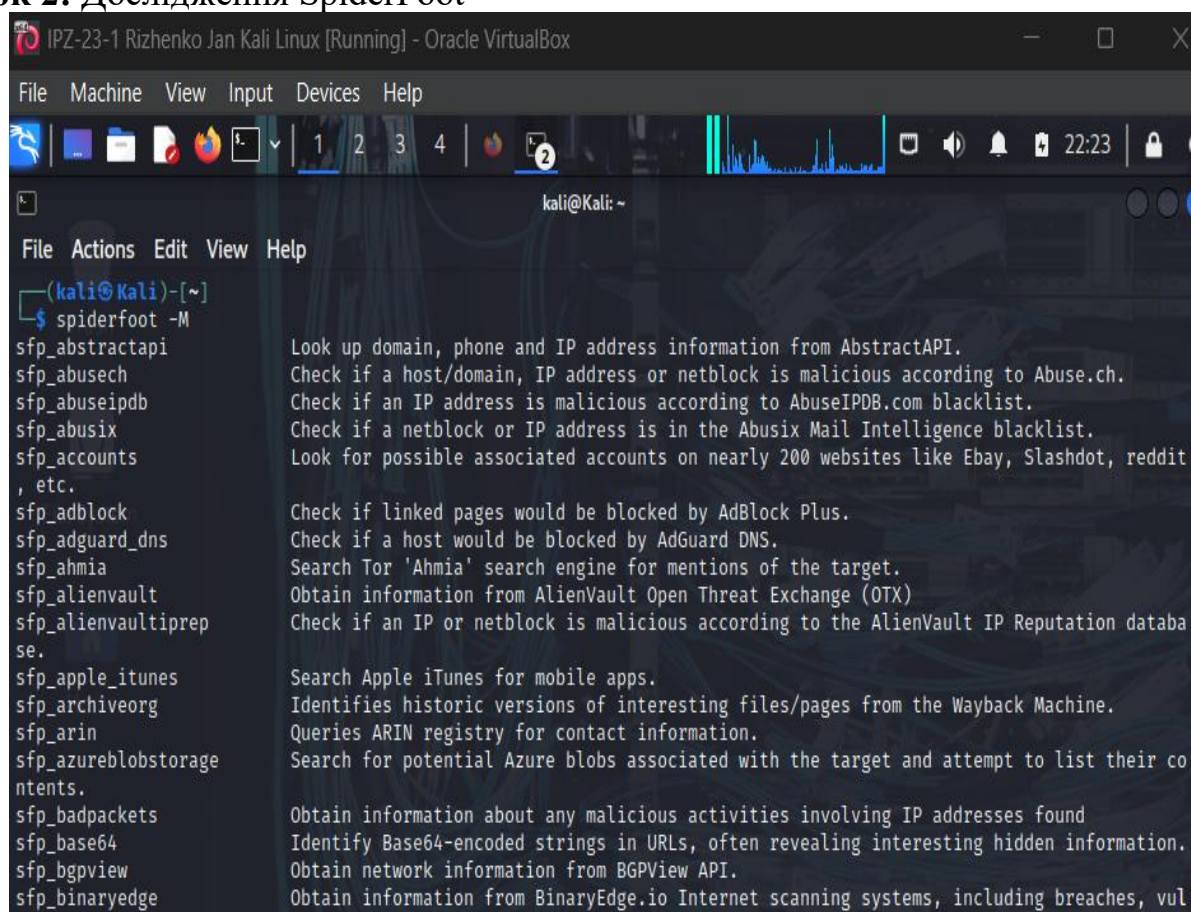 к 2. Дослідження SpiderFoot
IPZ-23-1 Rizhenko Jan Kali Linux [Running] - Oracle VirtualBox
File Machine View Input Devices Help
1 2 3 4 2 22:23
kali@Kali: ~
File Actions Edit View Help
(kali㉿Kali)-[~]
$ spiderfoot -M
sfp_abstractapi Look up domain, phone and IP address information from AbstractAPI.
sfp_abusech Check if a host/domain, IP address or netblock is malicious according to Abuse.ch.
sfp_abuseipdb Check if an IP address is malicious according to AbuseIPDB.com blacklist.
sfp_abusix Check if a netblock or IP address is in the Abusix Mail Intelligence blacklist.
sfp_accounts Look for possible associated accounts on nearly 200 websites like Ebay, Slashdot, reddit
, etc.
sfp_adblock Check if linked pages would be blocked by AdBlock Plus.
sfp_adguard_dns Check if a host would be blocked by AdGuard DNS.
sfp_ahmia Search Tor 'Ahmia' search engine for mentions of the target.
sfp_alienvault Obtain information from AlienVault Open Threat Exchange (OTX)
sfp_alienvaultiprep Check if an IP or netblock is malicious according to the AlienVault IP Reputation databa
se.
sfp_apple_itunes Search Apple iTunes for mobile apps.
sfp_archiveorg Identifies historic versions of interesting files/pages from the Wayback Machine.
sfp_arin Queries ARIN registry for contact information.
sfp_azureblobstorage Search for potential Azure blobs associated with the target and attempt to list their co
ntents.
sfp_badpackets Obtain information about any malicious activities involving IP addresses found
sfp_base64 Identify Base64-encoded strings in URLs, often revealing interesting hidden information.
sfp_bgpview Obtain network information from BGPView API.
sfp_binaryedge Obtain information from BinaryEdge.io Internet scanning systems, including breaches, vul